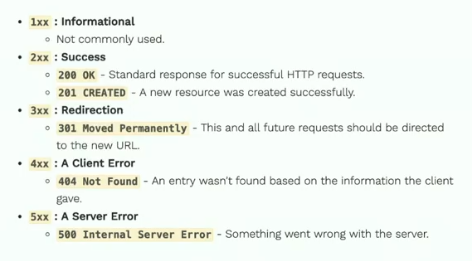 1xx : Informational
Not commonly used.
2xx : Success
200 OK - Standard response for successful HTTP requests.
201 CREATED - A new resource was created successfully.
3xx : Redirection
301 Moved Permanently - This and all future requests should be directed
to the new URL.
4xx : A Client Error
404 Not Found - An entry wasn't found based on the information the client
gave.
5xx : A Server Error
500 Internal Server Error - Something went wrong with the server.